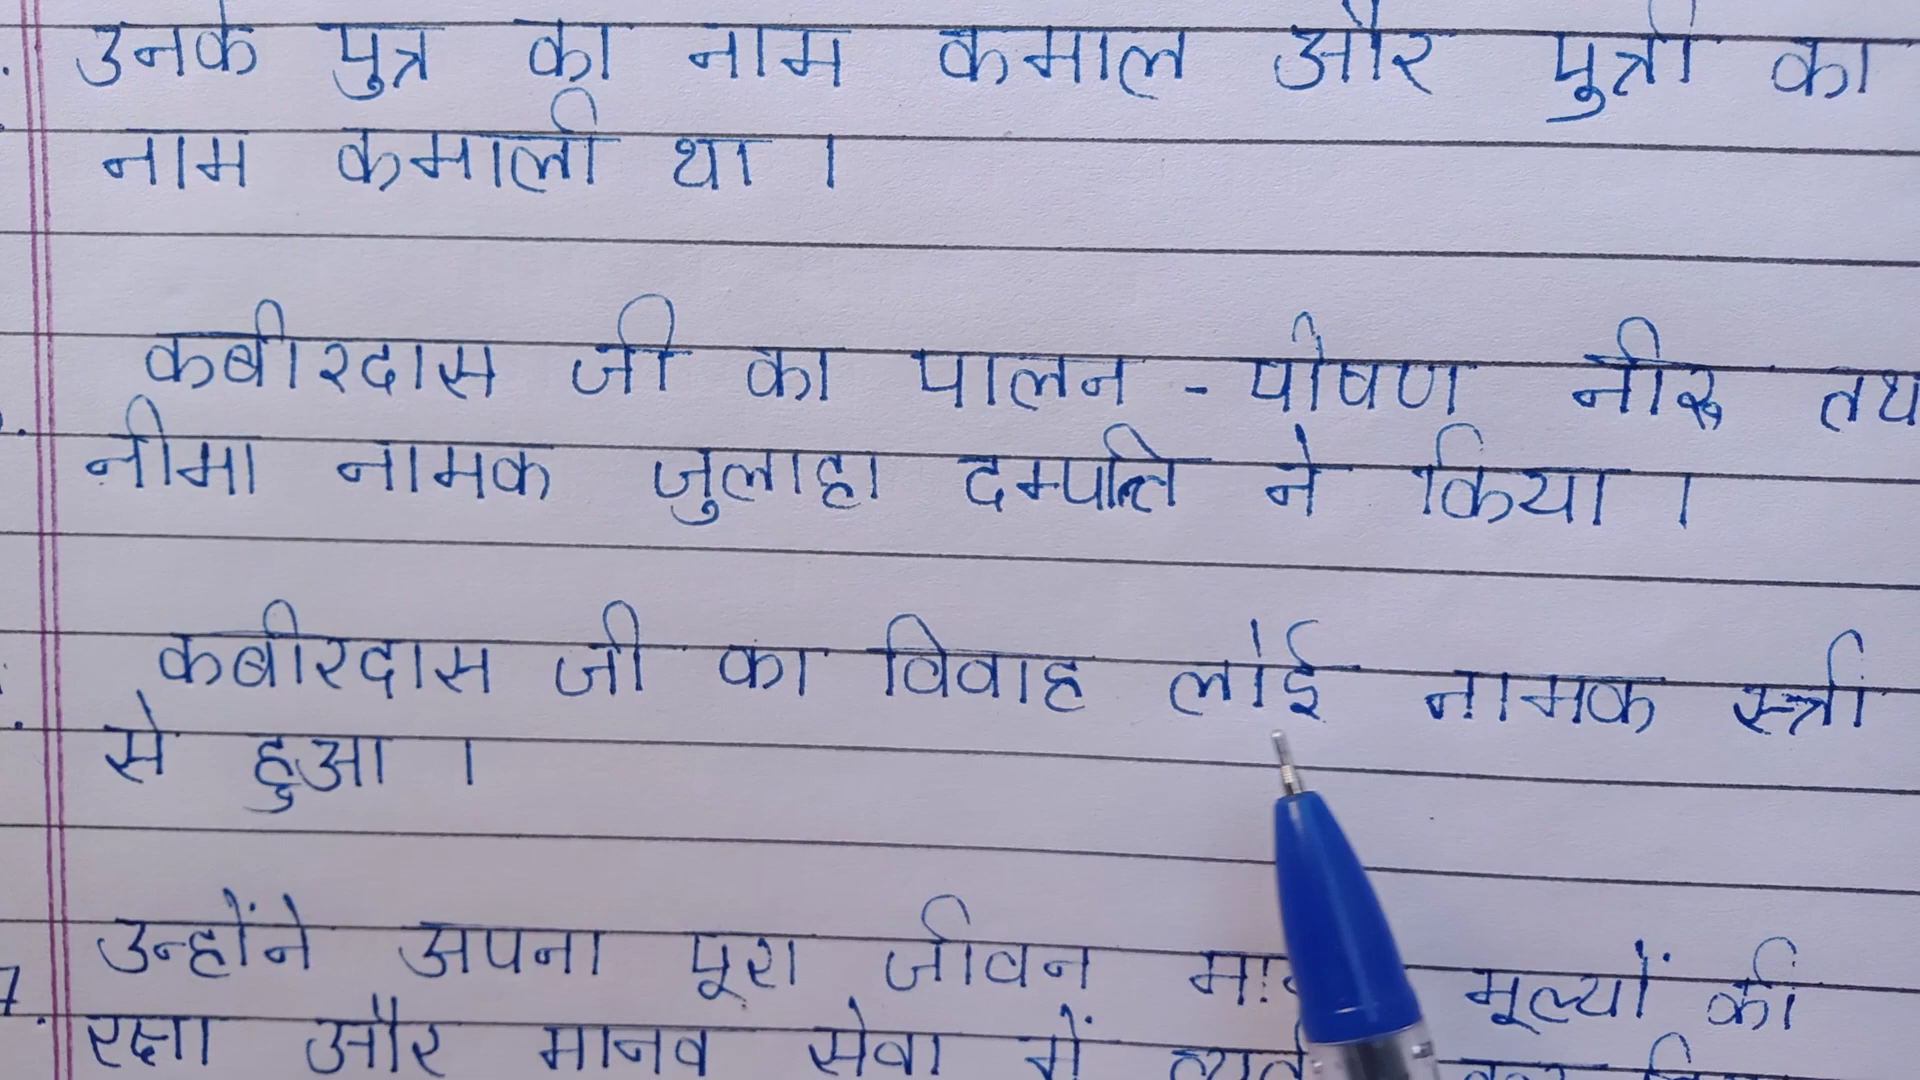 उनके पुत्र का नाम कमाल और पुत्री का
नाम कमाली था ।
कबीरदास जी का पालन - पोषण नीरू तथ
नीमा नामक जुलाहा दम्पत्ति ने किया ।
कबीरदास जी का विवाह लोई नामक स्त्री
से हुआ ।
उन्होंने अपना पूरा जीवन मूल्यों की
7. रक्षा और मानव सेवा में